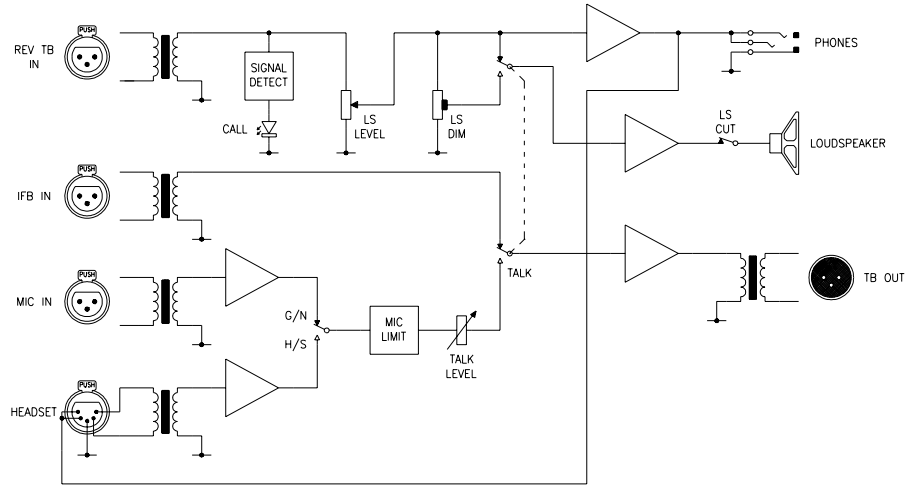 PUSH
REV TB
IN
SIGNAL
DETECT
CALL
LS
LEVEL
LS
DIM
PHONES
LS
CUT
LOUDSPEAKER
PUSH
IFB IN
TALK
PUSH
MIC IN
G/N
H/S
MIC
LIMIT
TALK
LEVEL
TB OUT
PUSH
HEADSET